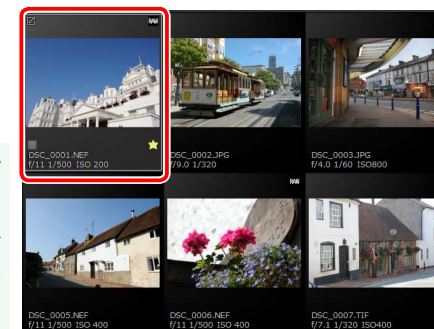 RAW
DSC_0001.NEF
f/11 1/500 ISO 200
DSC_0002.JPG
f/9.0 1/320
DSC_0003.JPG
f/4.0 1/60 ISO800
RAW
DSC_0005.NEF
f/11 1/500 ISO 400
DSC_0006.NEF
f/11 1/500 ISO 400
DSC_0007.TIF
f/7.1 1/320 ISO400